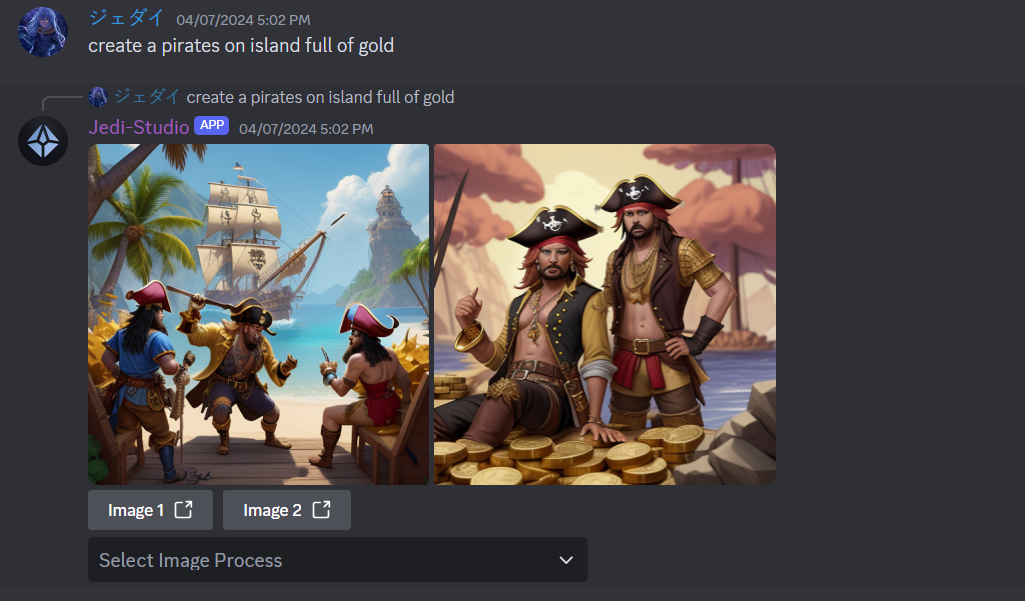 ジェダイ 04/07/2024 5:02 PM
create a pirates on island full of gold
ジェダイ create a pirates on island full of gold
Jedi-Studio APP 04/07/2024 5:02 PM
Image 1 Image 2
Select Image Process